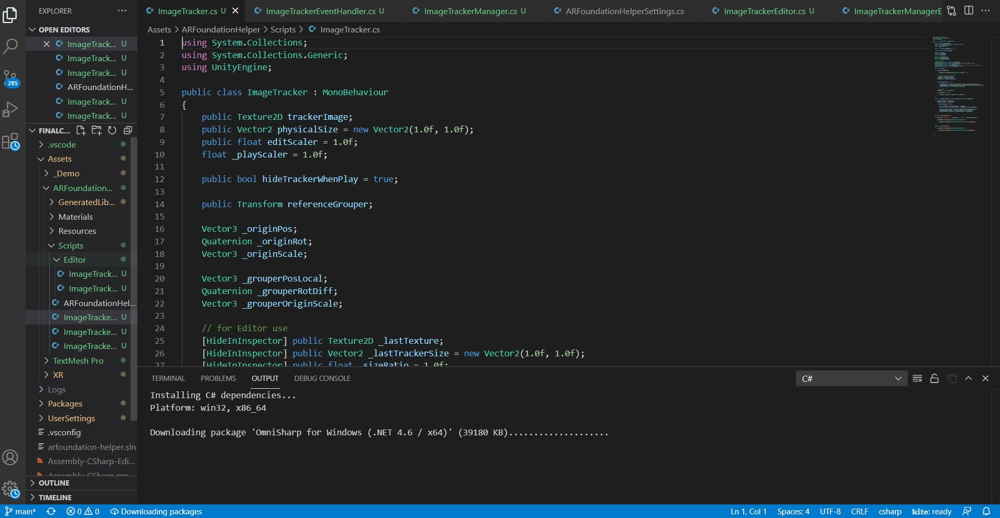 EXPLORER
OPEN EDITORS
ImageTrack... U
ImageTrack... U
ImageTrack... U
ARFoundationH...
ImageTrack... U
ImageTrack... U
285
FINALC...
.vscode
Assets
_Demo
ARFoundation...
GeneratedLib...
Materials
Resources
Scripts
Editor
ImageTrack... U
ImageTrack... U
ARFoundationHel...
ImageTracke... U
ImageTracke... U
ImageTracke... U
TextMesh Pro
XR
Logs
Packages
UserSettings
.vsconfig
arfoundation-helper.sln
Assembly-CSharp-Edi...
Assembly-CSharp.csp...
OUTLINE
TIMELINE
C# ImageTracker.cs U
C# ImageTrackerEventHandler.cs U
C# ImageTrackerManager.cs U
C# ARFoundationHelperSettings.cs
C# ImageTrackerEditor.cs U
C# ImageTrackerManagerE
Assets > ARFoundationHelper > Scripts > C# ImageTracker.cs
1 using System.Collections;
2 using System.Collections.Generic;
3 using UnityEngine;
4
5 public class ImageTracker : MonoBehaviour
6 {
7 public Texture2D trackerImage;
8 public Vector2 physicalSize = new Vector2(1.0f, 1.0f);
9 public float editScaler = 1.0f;
10 float _playScaler = 1.0f;
11
12 public bool hideTrackerWhenPlay = true;
13
14 public Transform referenceGrouper;
15
16 Vector3 _originPos;
17 Quaternion _originRot;
18 Vector3 _originScale;
19
20 Vector3 _grouperPosLocal;
21 Quaternion _grouperRotDiff;
22 Vector3 _grouperOriginScale;
23
24 // for Editor use
25 [HideInInspector] public Texture2D _lastTexture;
26 [HideInInspector] public Vector2 _lastTrackerSize = new Vector2(1.0f, 1.0f);
27 [HideInInspector] public float _sizeRatio = 1.0f;
TERMINAL PROBLEMS OUTPUT DEBUG CONSOLE
C#
Installing C# dependencies...
Platform: win32, x86_64
Downloading package 'OmniSharp for Windows (.NET 4.6 / x64)' (39180 KB)....................
main* 0 0 Downloading packages
Ln 1, Col 1 Spaces: 4 UTF-8 CRLF csharp kite: ready